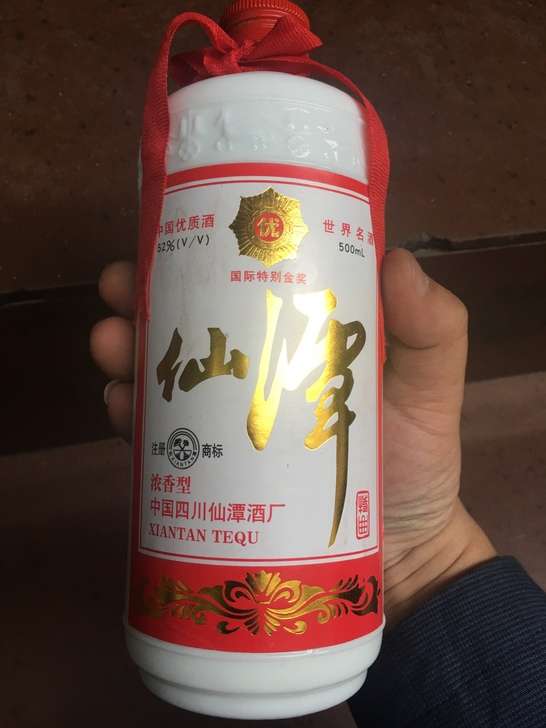 优
中国优质酒
52%(V/V)
世界名酒
500mL
国际特别金奖
仙潭
注册
商标
XIANTAN
浓香型
中国四川仙潭酒厂
XIANTAN TEQU